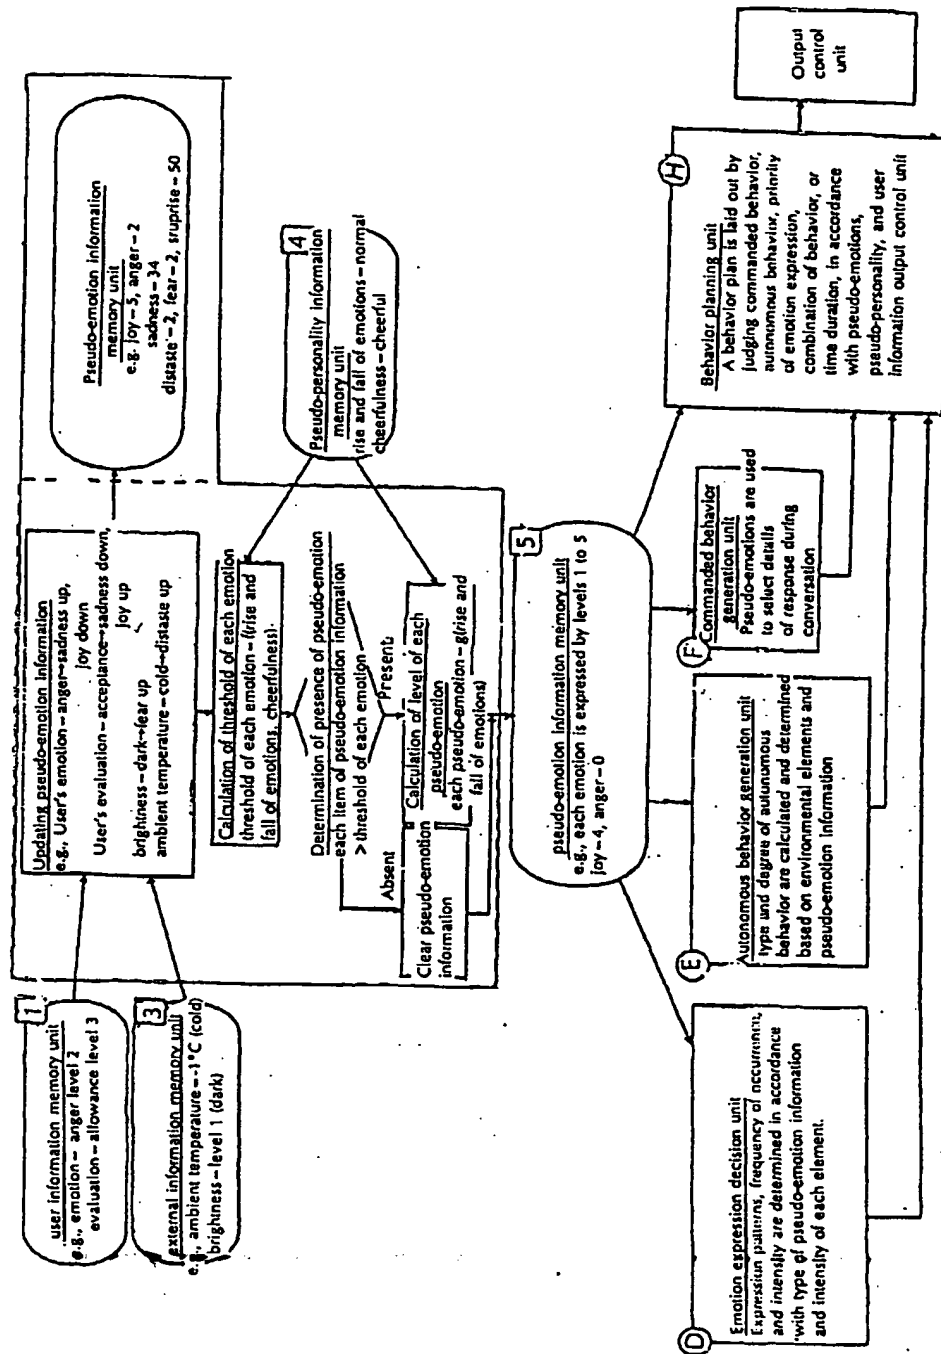 1
user information memory unit
e.g., emotion – anger level 2
evaluation – allowance level 3
3
external information memory unit
e.g., ambient temperature – -1°C (cold)
brightness – level 1 (dark)
Updating pseudo-emotion information
e.g., User's emotion – anger→sadness up,
joy down
User's evaluation – acceptance→sadness down,
joy up
brightness – dark→fear up
ambient temperature – cold→distaste up
Pseudo-emotion information
memory unit
e.g. joy – 5, anger – 2
sadness – 34
distaste – 2, fear – 2, sruprise – 50
Calculation of threshold of each emotion
threshold of each emotion – f(rise and
fall of emotions, cheerfulness)
4
Pseudo-personality information
memory unit
rise and fall of emotions – normal
cheerfulness – cheerful
Determination of presence of pseudo-emotion
each item of pseudo-emotion information
> threshold of each emotion
Absent
Present
Clear pseudo-emotion
information
Calculation of level of each
pseudo-emotion
each pseudo-emotion – g(rise and
fall of emotions)
5
pseudo-emotion information memory unit
e.g., each emotion is expressed by levels 1 to 5
joy – 4, anger – 0
D
Emotion expression decision unit
Expression patterns, frequency of occurrence,
and intensity are determined in accordance
with type of pseudo-emotion information
and intensity of each element.
E
Autonomous behavior generation unit
type and degree of autonomous
behavior are calculated and determined
based on environmental elements and
pseudo-emotion information
F
Commanded behavior
generation unit
Pseudo-emotions are used
to select details
of response during
conversation
H
Behavior planning unit
A behavior plan is laid out by
judging commanded behavior,
autonomous behavior, priority
of emotion expression,
combination of behavior, or
time duration, in accordance
with pseudo-emotions,
pseudo-personality, and user
information output control unit
Output
control
unit